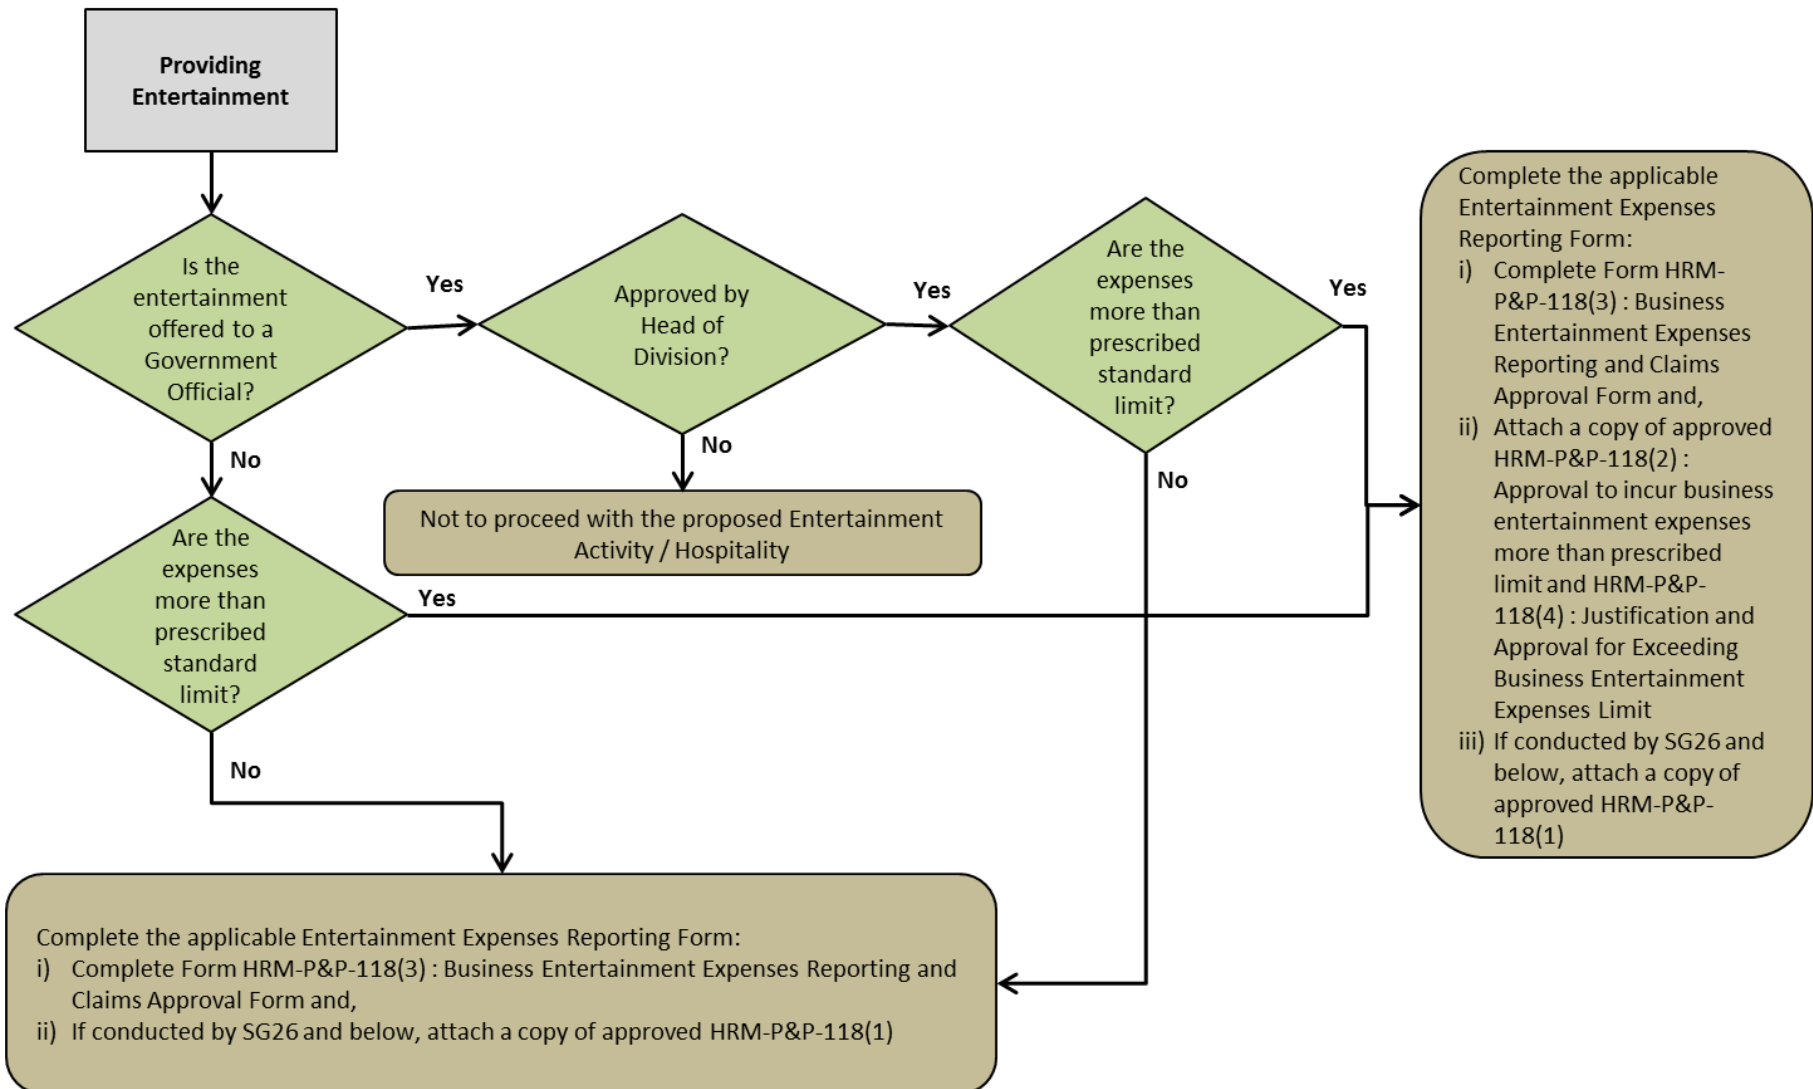 Providing
Entertainment
Is the
entertainment
offered to a
Government
Official?
Yes
Approved by
Head of
Division?
Yes
Are the
expenses
more than
prescribed
standard
limit?
Yes
Complete the applicable
Entertainment Expenses
Reporting Form:
i) Complete Form HRM-
P&P-118(3) : Business
Entertainment Expenses
Reporting and Claims
Approval Form and,
ii) Attach a copy of approved
HRM-P&P-118(2) :
Approval to incur business
entertainment expenses
more than prescribed
limit and HRM-P&P-
118(4) : Justification and
Approval for Exceeding
Business Entertainment
Expenses Limit
iii) If conducted by SG26 and
below, attach a copy of
approved HRM-P&P-
118(1)
No
No
No
Not to proceed with the proposed Entertainment
Activity / Hospitality
Are the
expenses
more than
prescribed
standard
limit?
Yes
No
Complete the applicable Entertainment Expenses Reporting Form:
i) Complete Form HRM-P&P-118(3) : Business Entertainment Expenses Reporting and
Claims Approval Form and,
ii) If conducted by SG26 and below, attach a copy of approved HRM-P&P-118(1)